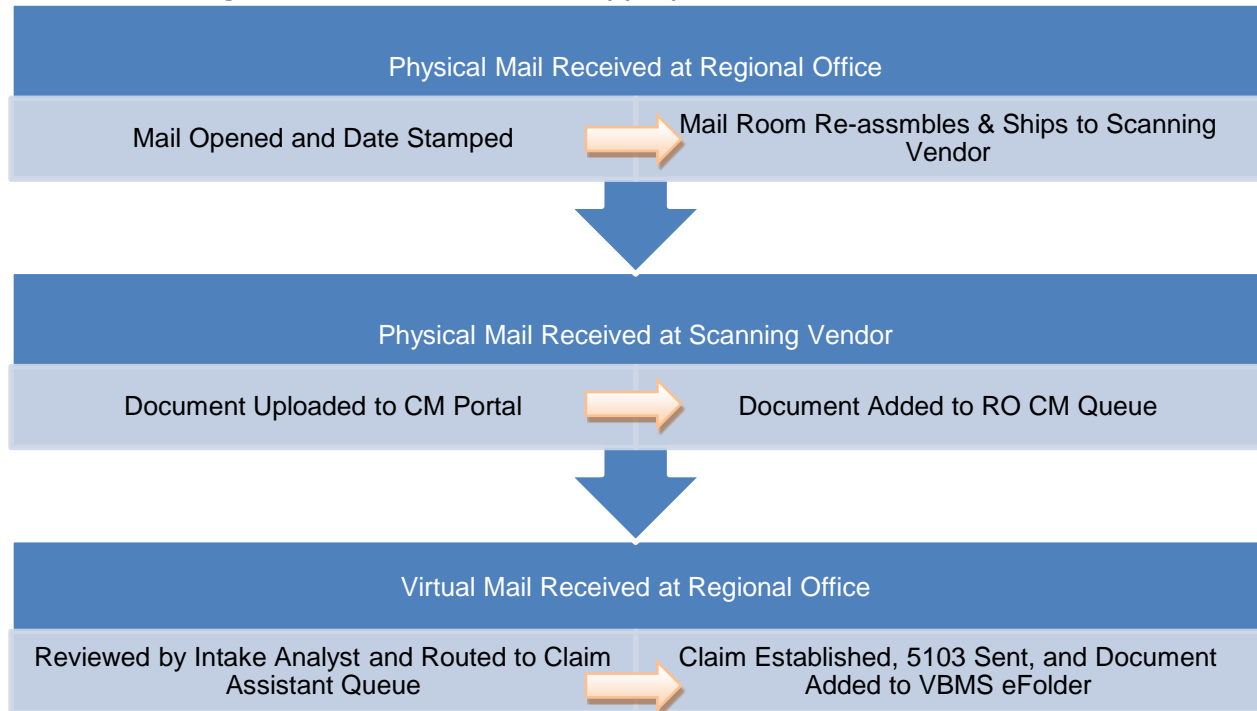 Physical Mail Received at Regional Office
Mail Opened and Date Stamped
Mail Room Re-assmbles & Ships to Scanning
Vendor
Physical Mail Received at Scanning Vendor
Document Uploaded to CM Portal
Document Added to RO CM Queue
Virtual Mail Received at Regional Office
Reviewed by Intake Analyst and Routed to Claim
Assistant Queue
Claim Established, 5103 Sent, and Document
Added to VBMS eFolder